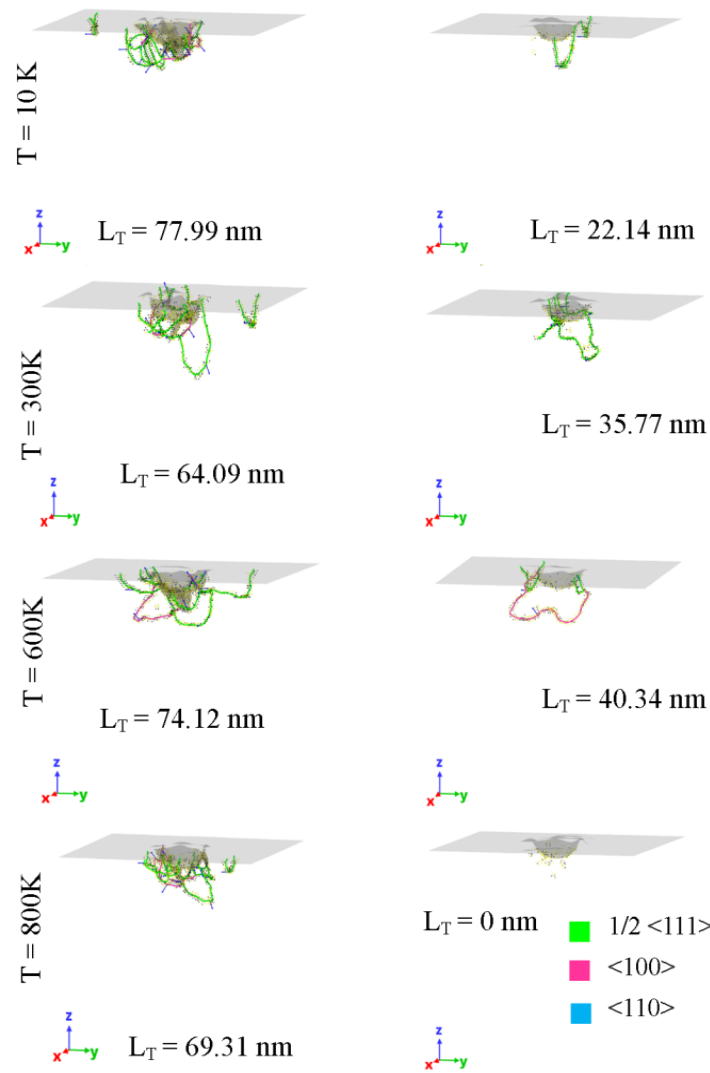 T = 10 K
z
x y
L_T = 77.99 nm
z
x y
L_T = 22.14 nm
T = 300K
z
x y
L_T = 64.09 nm
z
x y
L_T = 35.77 nm
T = 600K
z
x y
L_T = 74.12 nm
z
x y
L_T = 40.34 nm
T = 800K
z
x y
L_T = 69.31 nm
z
x y
L_T = 0 nm
1/2 <111>
<100>
<110>